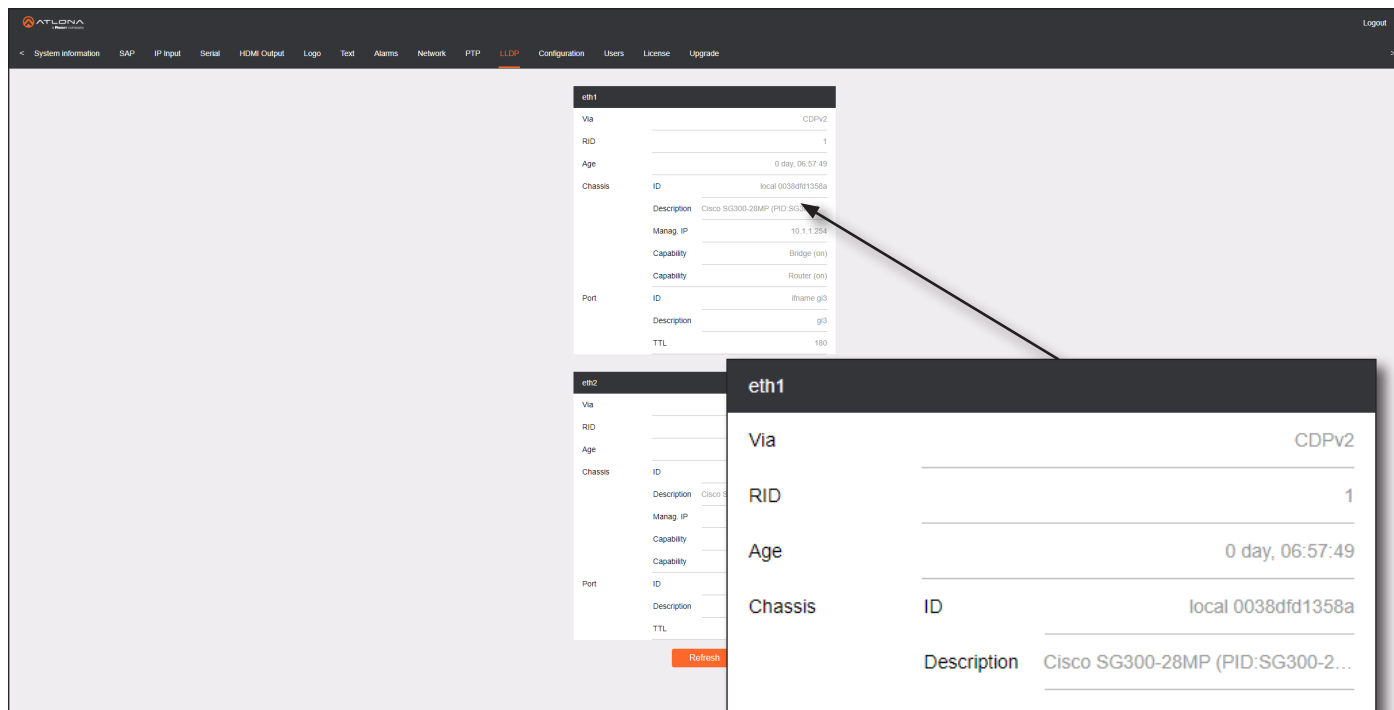 ATLONA
Logout
< System information SAP IP Input Serial HDMI Output Logo Text Alarms Network PTP LLDP Configuration Users License Upgrade >
eth1
Via CDPv2
RID 1
Age 0 day, 06:57:49
Chassis ID local 0038dfd1358a
Description Cisco SG300-28MP (PID:SG3
Manag. IP 10.1.1.254
Capability Bridge (on)
Capability Router (on)
Port ID ifname gi3
Description gi3
TTL 180
eth2
Via
RID
Age
Chassis ID
Description Cisco S
Manag. IP
Capability
Capability
Port ID
Description
TTL
Refresh
eth1
Via CDPv2
RID 1
Age 0 day, 06:57:49
Chassis ID local 0038dfd1358a
Description Cisco SG300-28MP (PID:SG300-2...